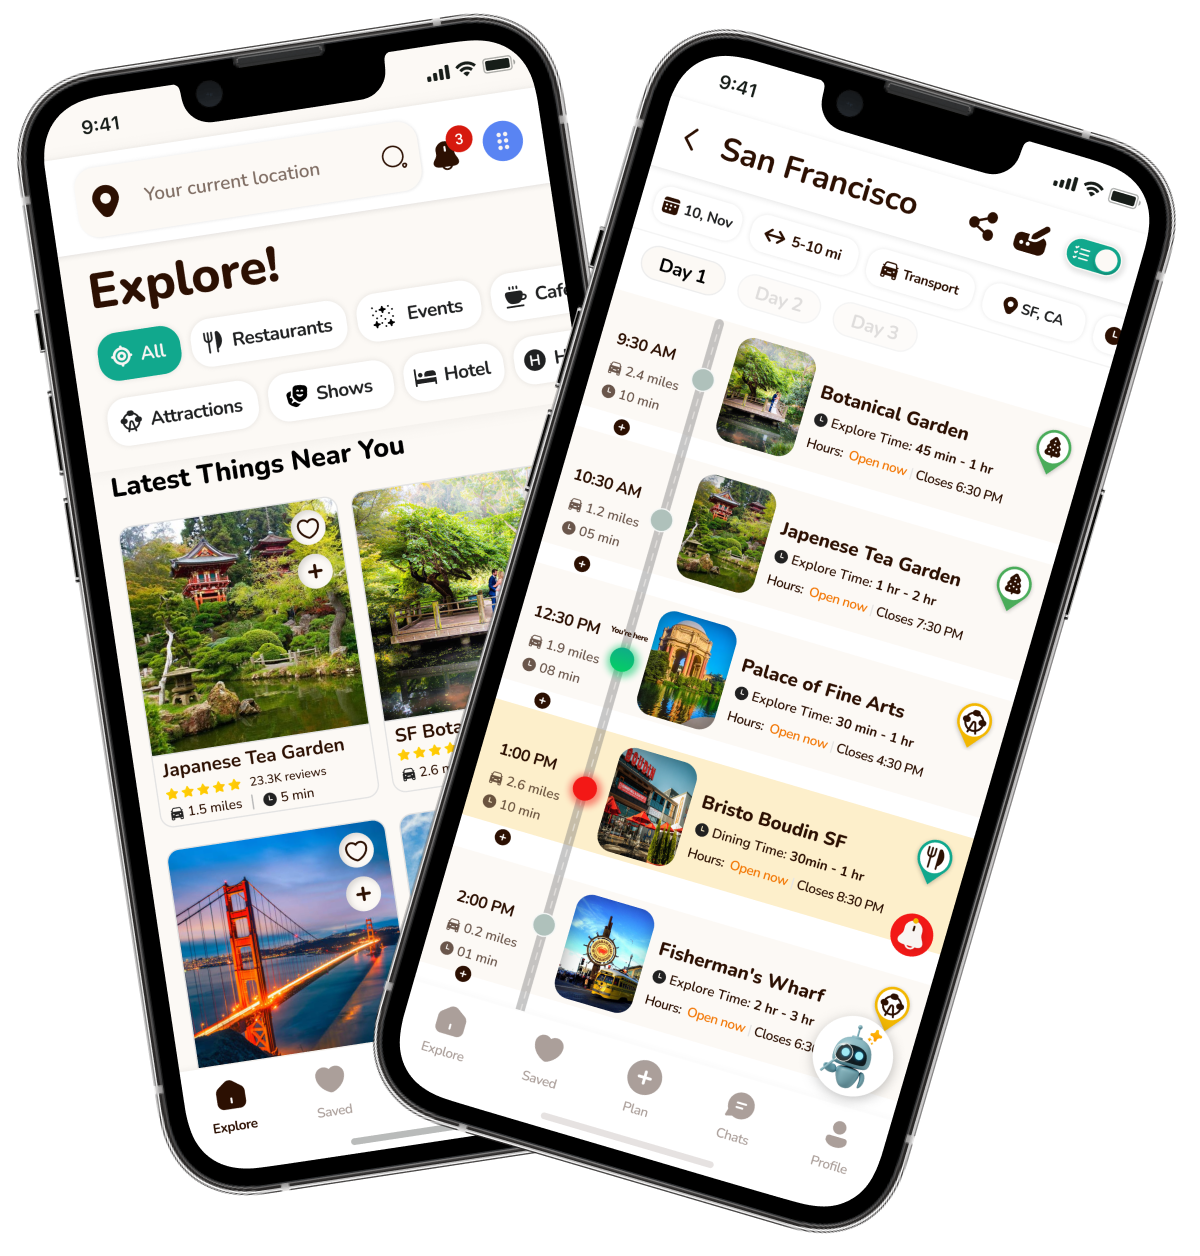 9:41
Your current location
3
Explore!
All
Restaurants
Events
Cafe
Attractions
Shows
Hotel
H
H
Latest Things Near You
Japanese Tea Garden
23.3K reviews
1.5 miles | 5 min
SF Bota
2.6 m
Explore
Saved
9:41
San Francisco
10, Nov
5-10 mi
Transport
SF, CA
Day 1
Day 2
Day 3
9:30 AM
2.4 miles
10 min
Botanical Garden
Explore Time: 45 min - 1 hr
Hours: Open now | Closes 6:30 PM
10:30 AM
1.2 miles
05 min
Japenese Tea Garden
Explore Time: 1 hr - 2 hr
Hours: Open now | Closes 7:30 PM
12:30 PM
You're here
1.9 miles
08 min
Palace of Fine Arts
Explore Time: 30 min - 1 hr
Hours: Open now | Closes 4:30 PM
1:00 PM
2.6 miles
10 min
BOUDIN
Bristo Boudin SF
Dining Time: 30min - 1 hr
Hours: Open now | Closes 8:30 PM
2:00 PM
0.2 miles
01 min
Fisherman's Wharf
Explore Time: 2 hr - 3 hr
Hours: Open now | Closes 6:30
Explore
Saved
Plan
Chats
Profile